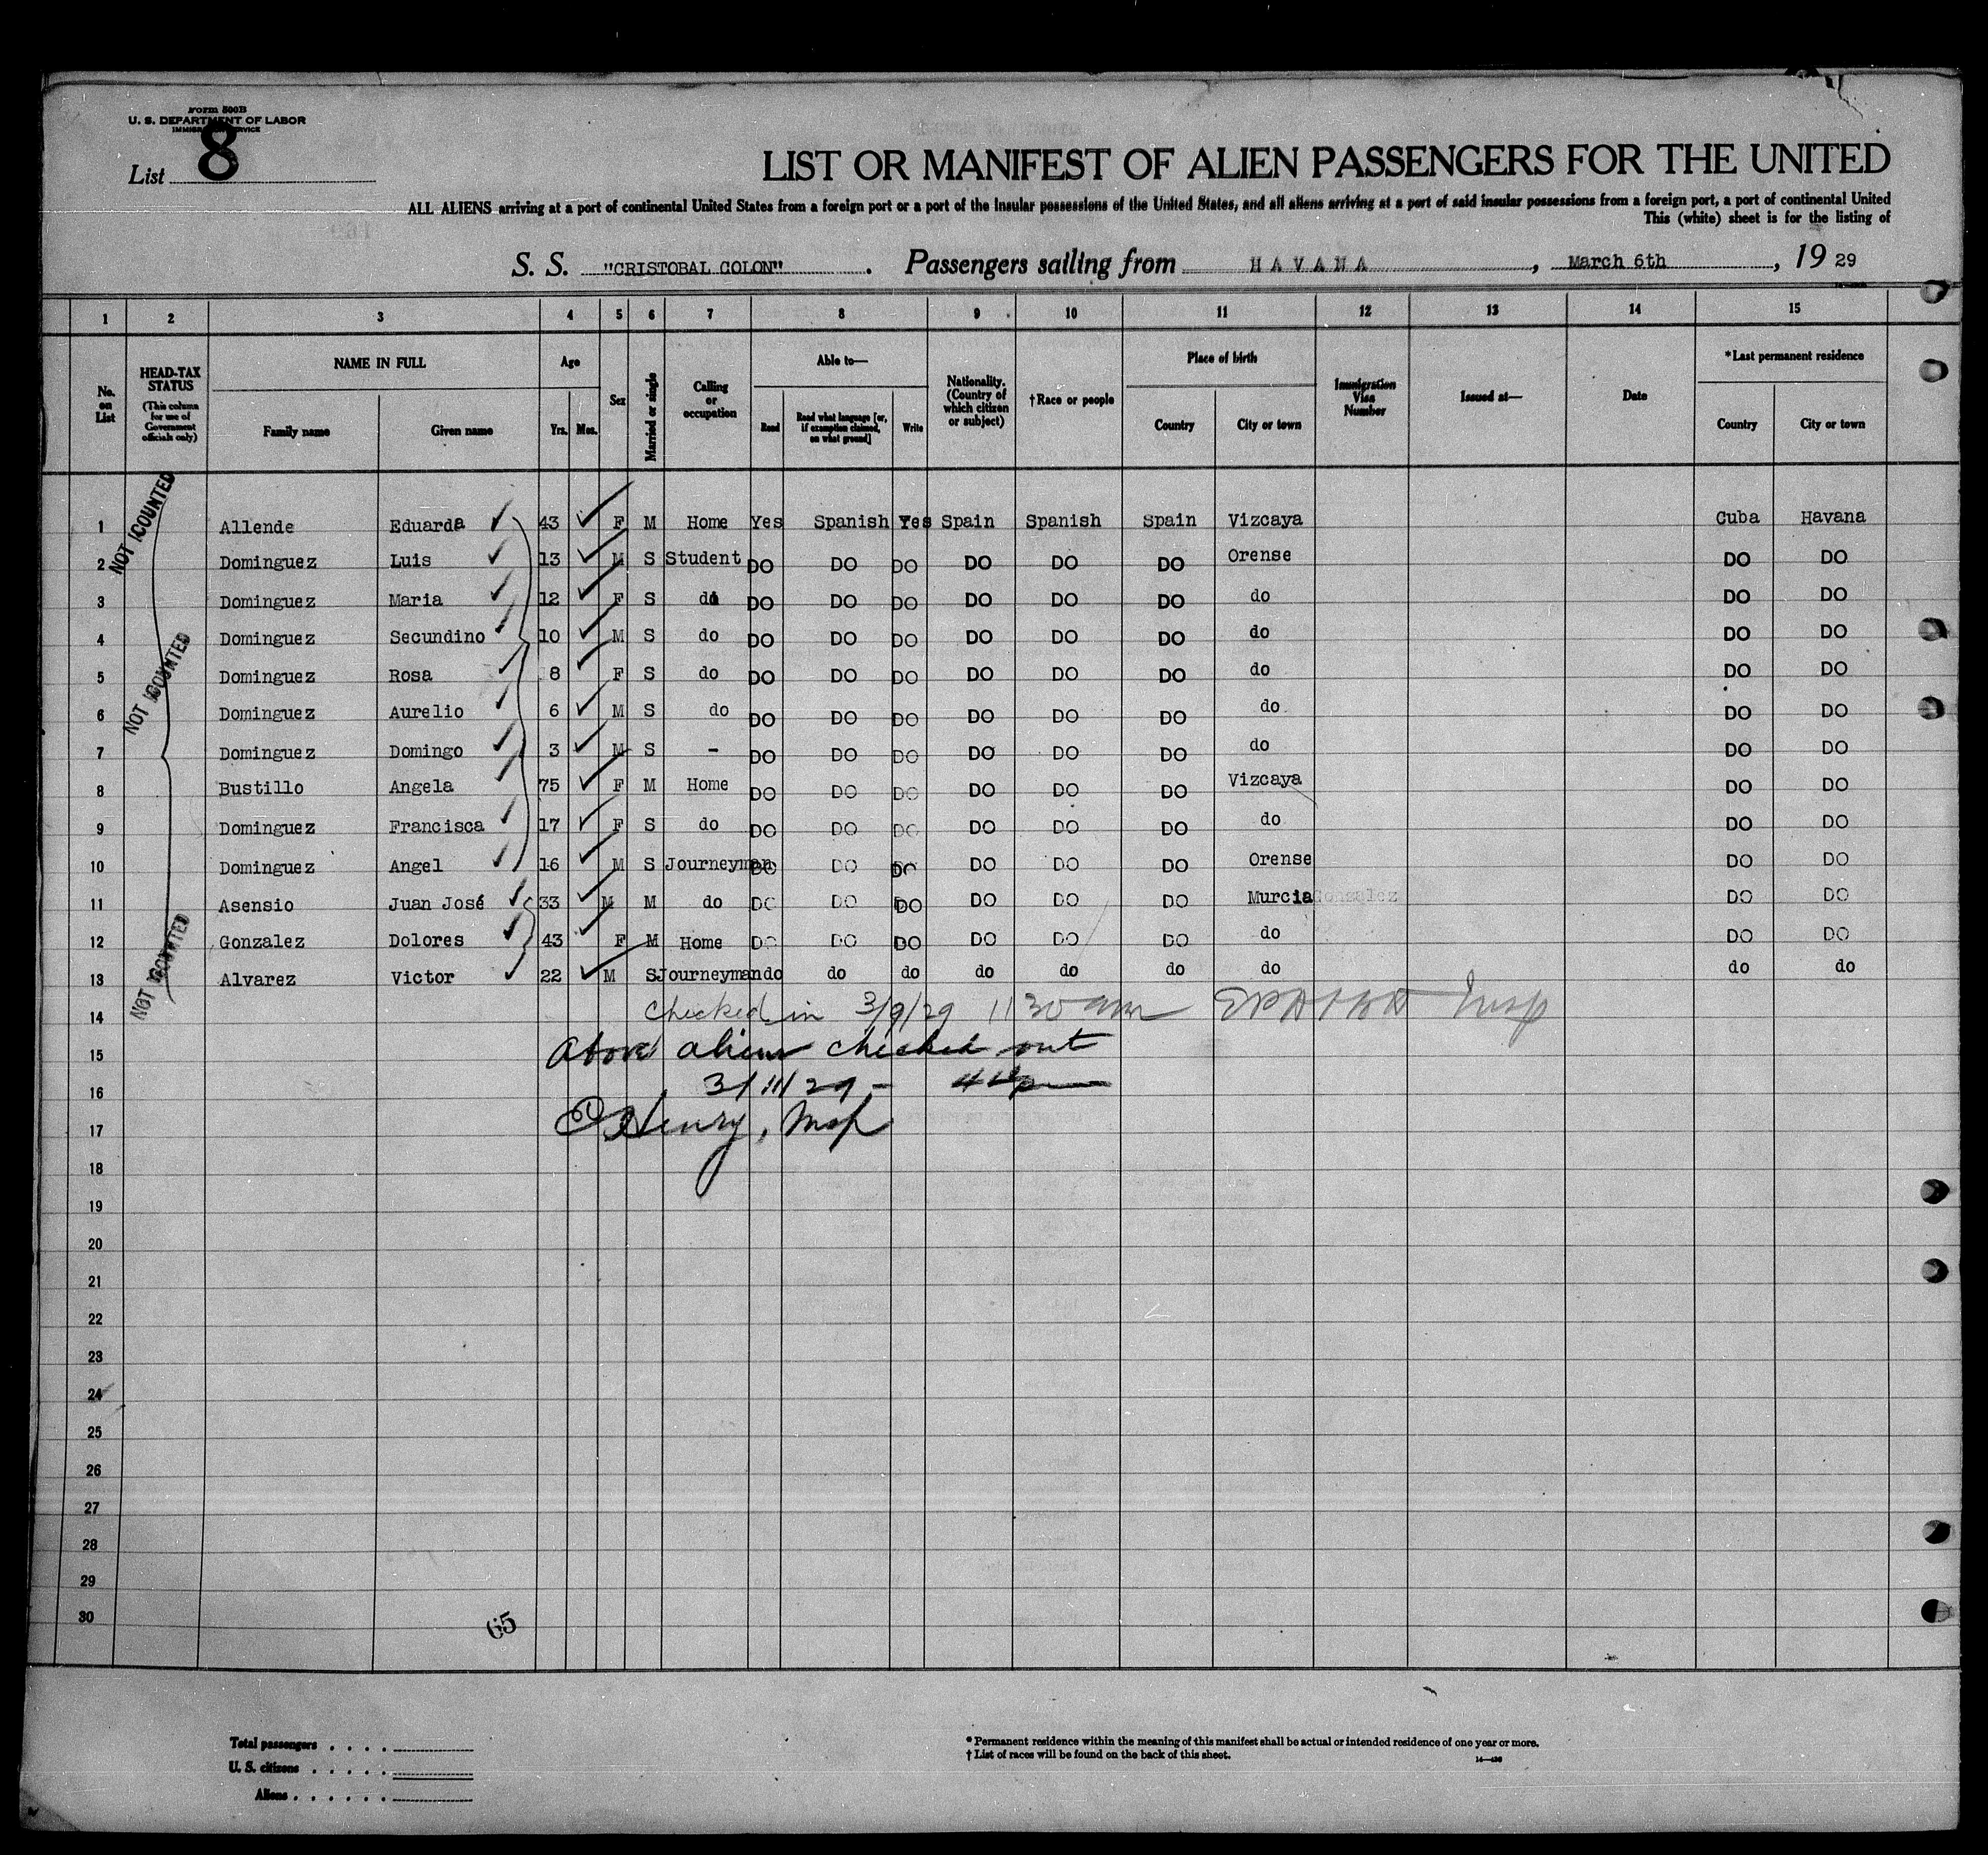 Form 500B
U. S. DEPARTMENT OF LABOR
IMMIGRATION SERVICE
List 8
LIST OR MANIFEST OF ALIEN PASSENGERS FOR THE UNITED
ALL ALIENS arriving at a port of continental United States from a foreign port or a port of the insular possessions of the United States, and all aliens arriving at a port of said insular possessions from a foreign port, a port of continental United
This (white) sheet is for the listing of
S. S. "CRISTOBAL COLON". Passengers sailing from HAVANA, March 6th, 19 29
1 2 3 4 5 6 7 8 9 10 11 12 13 14 15
No. on List
HEAD-TAX STATUS (This column for use of Government officials only)
NAME IN FULL Family name Given name
Age Yrs. Mos.
Sex
Married or single
Calling or occupation
Able to— Read Read what language [or, if exemption claimed, on what ground] Write
Nationality. (Country of which citizen or subject)
†Race or people
Place of birth Country City or town
Immigration Visa Number
Issued at—
Date
*Last permanent residence Country City or town
NOT COUNTED
NOT COUNTED
NOT COUNTED
1 Allende Eduarda 43 F M Home Yes Spanish Yes Spain Spanish Spain Vizcaya Cuba Havana
2 Dominguez Luis 13 M S Student DO DO DO DO DO DO Orense DO DO
3 Dominguez Maria 12 F S do DO DO DO DO DO DO do DO DO
4 Dominguez Secundino 10 M S do DO DO DO DO DO DO do DO DO
5 Dominguez Rosa 8 F S do DO DO DO DO DO DO do DO DO
6 Dominguez Aurelio 6 M S do DO DO DO DO DO DO do DO DO
7 Dominguez Domingo 3 M S - DO DO DO DO DO DO do DO DO
8 Bustillo Angela 75 F M Home DO DO DO DO DO DO Vizcaya DO DO
9 Dominguez Francisca 17 F S do DO DO DO DO DO DO do DO DO
10 Dominguez Angel 16 M S Journeyman DO DO DO DO DO DO Orense DO DO
11 Asensio Juan José 33 M M do DO DO DO DO DO DO Murcia Gonzalez DO DO
12 Gonzalez Dolores 43 F M Home DO DO DO DO DO DO do DO DO
13 Alvarez Victor 22 M S Journeyman do do do do do do do do do
14 Checked in 3/9/29 11 30 am Insp
15 Above aliens checked out
16 3/11/29 -
17 Henry, Insp
18
19
20
21
22
23
24
25
26
27
28
29
30
65
Total passengers
U. S. citizens
Aliens
* Permanent residence within the meaning of this manifest shall be actual or intended residence of one year or more.
† List of races will be found on the back of this sheet.